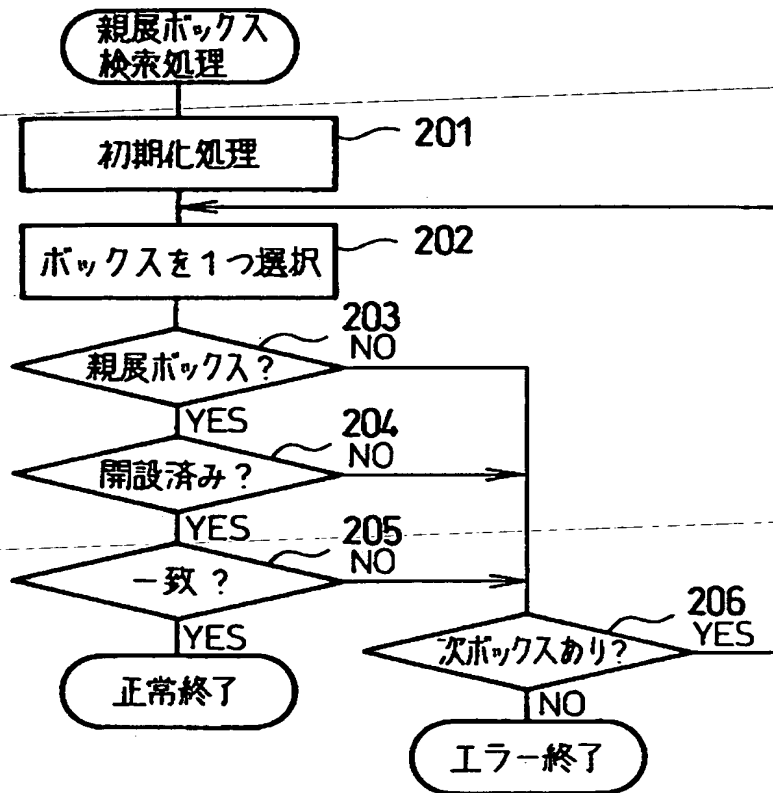 親展ボックス
検索処理
初期化処理
201
ボックスを1つ選択
202
親展ボックス?
203
NO
YES
開設済み?
204
NO
YES
一致?
205
NO
YES
正常終了
次ボックスあり?
206
YES
NO
エラー終了